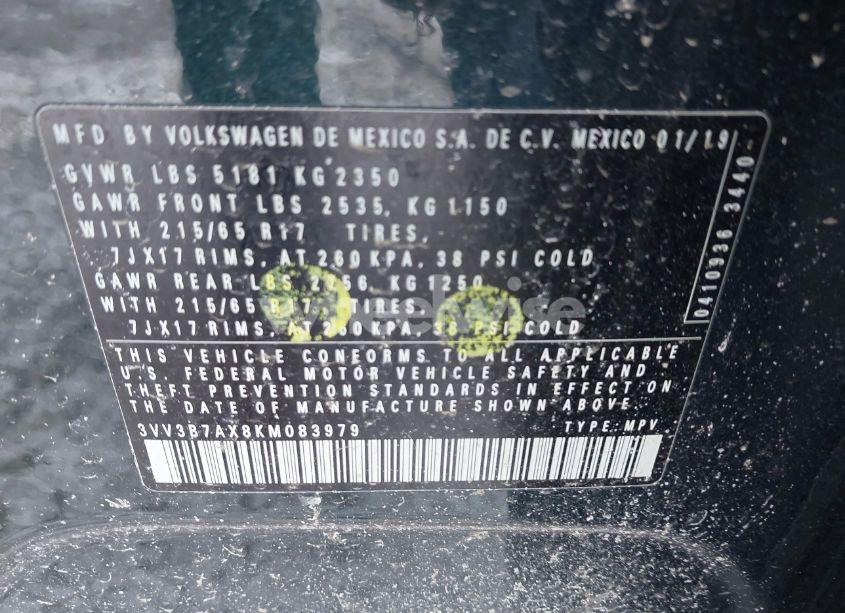 MFD BY VOLKSWAGEN DE MEXICO S.A. DE C.V. MEXICO 01/19
GVWR LBS 5181 KG 2350
GAWR FRONT LBS 2535, KG 1150
WITH 215/65 R17 TIRES,
7JX17 RIMS, AT 260 KPA, 38 PSI COLD
GAWR REAR LBS 2756, KG 1250
WITH 215/65 R17 TIRES,
7JX17 RIMS, AT 260 KPA, 38 PSI COLD
0410936 3440
THIS VEHICLE CONFORMS TO ALL APPLICABLE
U.S. FEDERAL MOTOR VEHICLE SAFETY AND
THEFT PREVENTION STANDARDS IN EFFECT ON
THE DATE OF MANUFACTURE SHOWN ABOVE.
3VV3B7AX8KM083979 TYPE: MPV